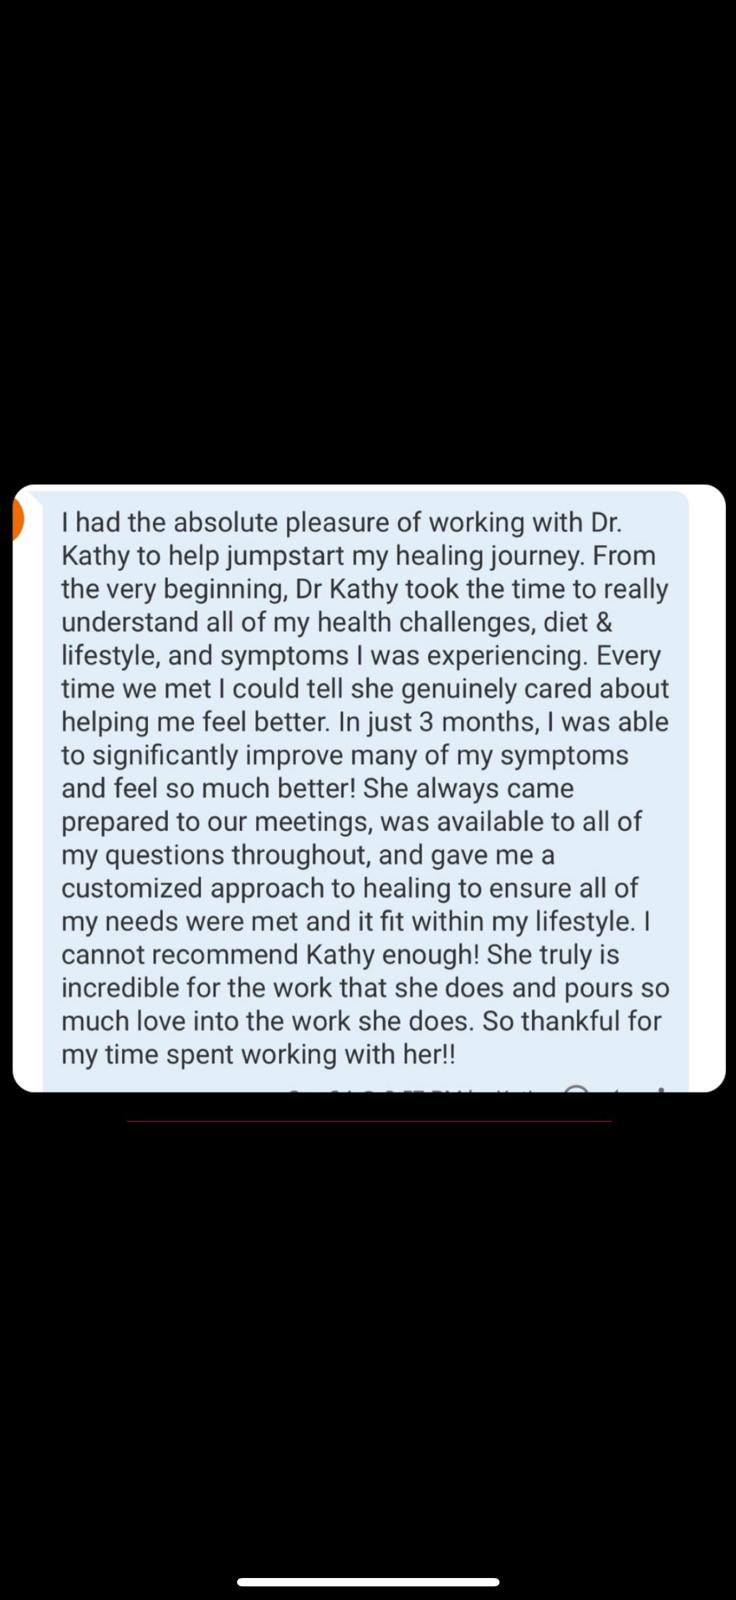 I had the absolute pleasure of working with Dr.
Kathy to help jumpstart my healing journey. From
the very beginning, Dr Kathy took the time to really
understand all of my health challenges, diet &
lifestyle, and symptoms I was experiencing. Every
time we met I could tell she genuinely cared about
helping me feel better. In just 3 months, I was able
to significantly improve many of my symptoms
and feel so much better! She always came
prepared to our meetings, was available to all of
my questions throughout, and gave me a
customized approach to healing to ensure all of
my needs were met and it fit within my lifestyle. I
cannot recommend Kathy enough! She truly is
incredible for the work that she does and pours so
much love into the work she does. So thankful for
my time spent working with her!!